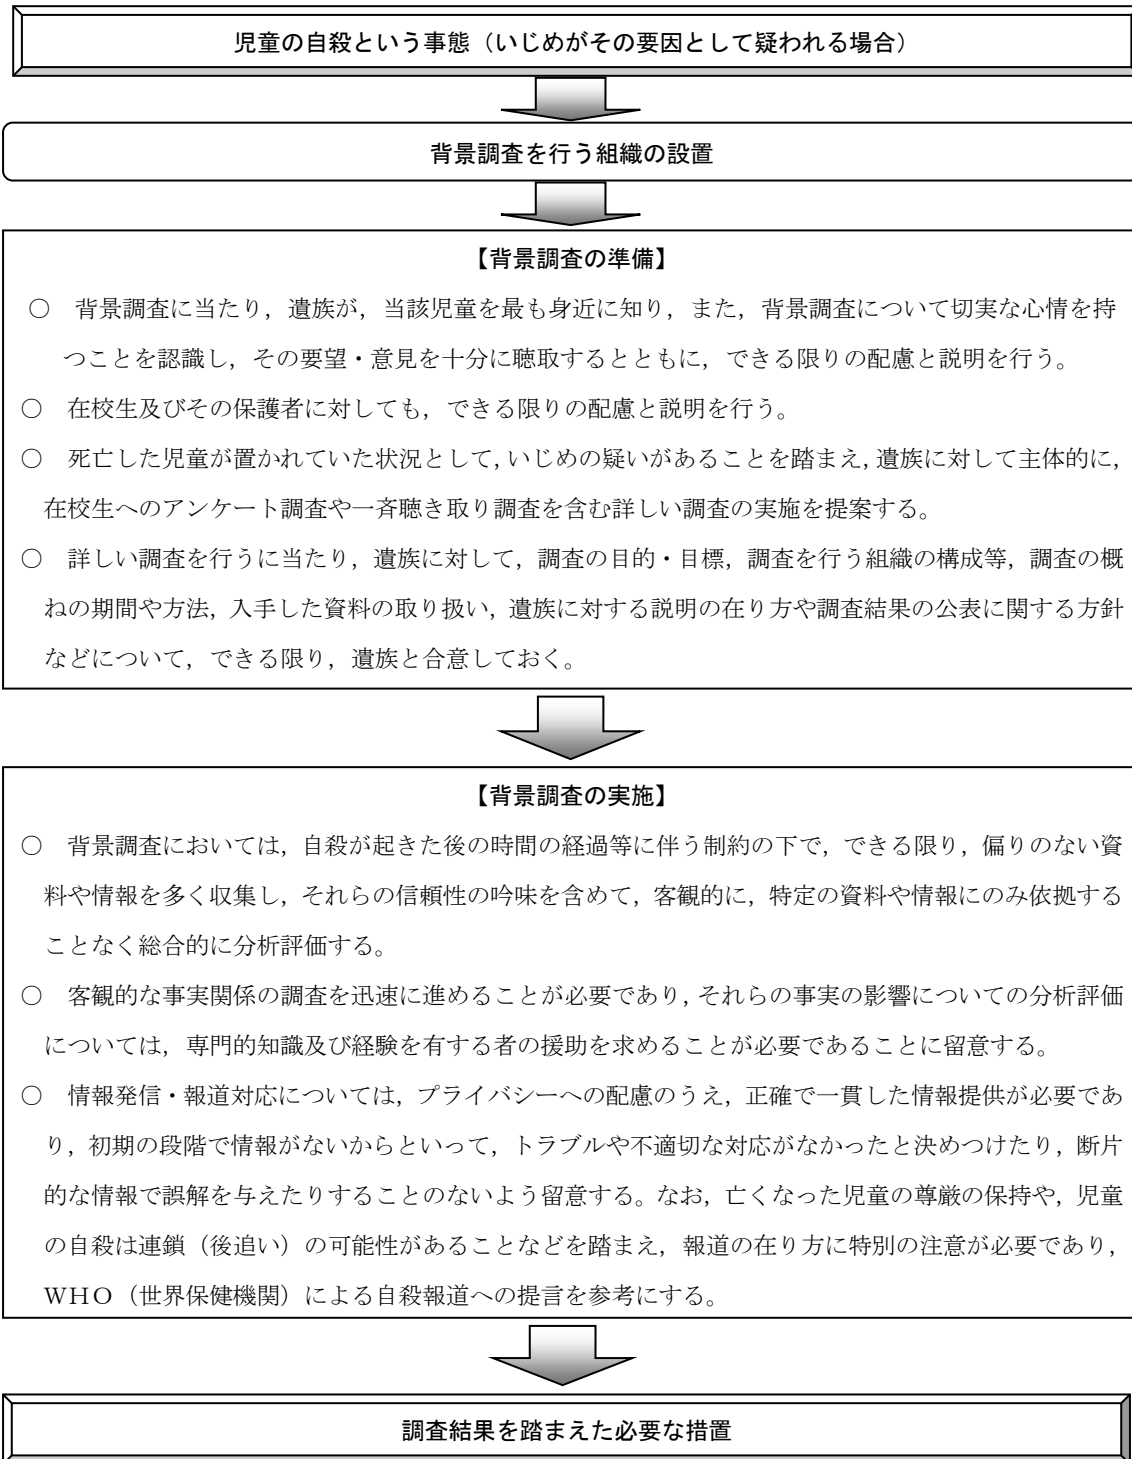 児童の自殺という事態（いじめがその要因として疑われる場合）
背景調査を行う組織の設置
【背景調査の準備】
○　背景調査に当たり，遺族が，当該児童を最も身近に知り，また，背景調査について切実な心情を持
つことを認識し，その要望・意見を十分に聴取するとともに，できる限りの配慮と説明を行う。
○　在校生及びその保護者に対しても，できる限りの配慮と説明を行う。
○　死亡した児童が置かれていた状況として，いじめの疑いがあることを踏まえ，遺族に対して主体的に，
在校生へのアンケート調査や一斉聴き取り調査を含む詳しい調査の実施を提案する。
○　詳しい調査を行うに当たり，遺族に対して，調査の目的・目標，調査を行う組織の構成等，調査の概
ねの期間や方法，入手した資料の取り扱い，遺族に対する説明の在り方や調査結果の公表に関する方針
などについて，できる限り，遺族と合意しておく。
【背景調査の実施】
○　背景調査においては，自殺が起きた後の時間の経過等に伴う制約の下で，できる限り，偏りのない資
料や情報を多く収集し，それらの信頼性の吟味を含めて，客観的に，特定の資料や情報にのみ依拠する
ことなく総合的に分析評価する。
○　客観的な事実関係の調査を迅速に進めることが必要であり，それらの事実の影響についての分析評価
については，専門的知識及び経験を有する者の援助を求めることが必要であることに留意する。
○　情報発信・報道対応については，プライバシーへの配慮のうえ，正確で一貫した情報提供が必要であ
り，初期の段階で情報がないからといって，トラブルや不適切な対応がなかったと決めつけたり，断片
的な情報で誤解を与えたりすることのないよう留意する。なお，亡くなった児童の尊厳の保持や，児童
の自殺は連鎖（後追い）の可能性があることなどを踏まえ，報道の在り方に特別の注意が必要であり，
ＷＨＯ（世界保健機関）による自殺報道への提言を参考にする。
調査結果を踏まえた必要な措置